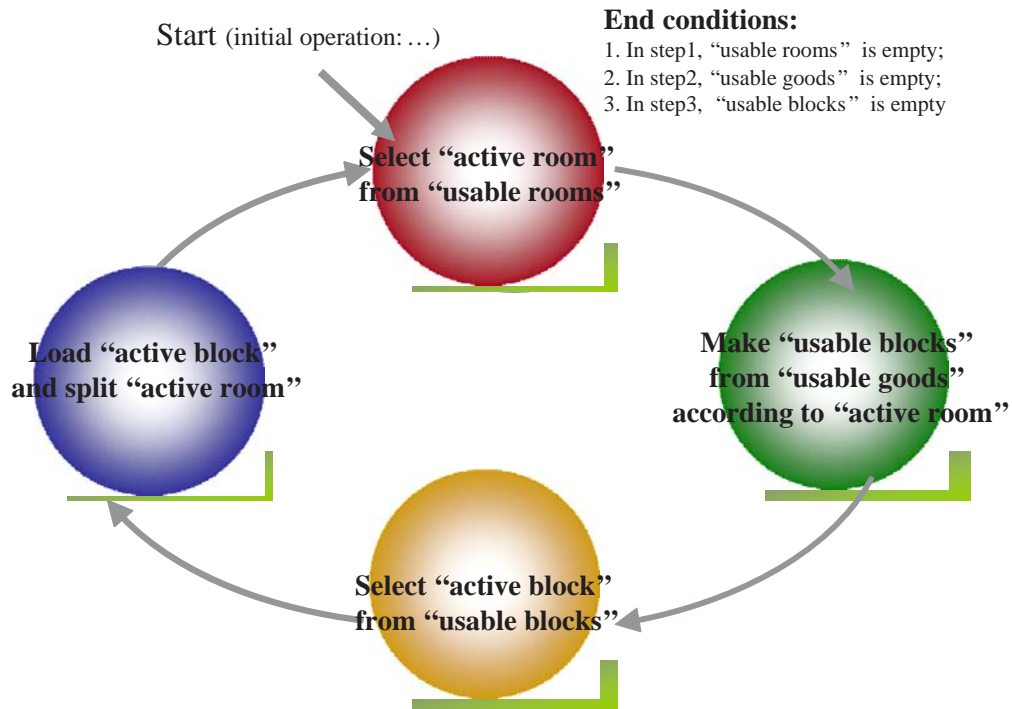 Start (initial operation: …)
End conditions:
1. In step1, “usable rooms” is empty;
2. In step2, “usable goods” is empty;
3. In step3, “usable blocks” is empty
Select “active room”
from “usable rooms”
Make “usable blocks”
from “usable goods”
according to “active room”
Select “active block”
from “usable blocks”
Load “active block”
and split “active room”